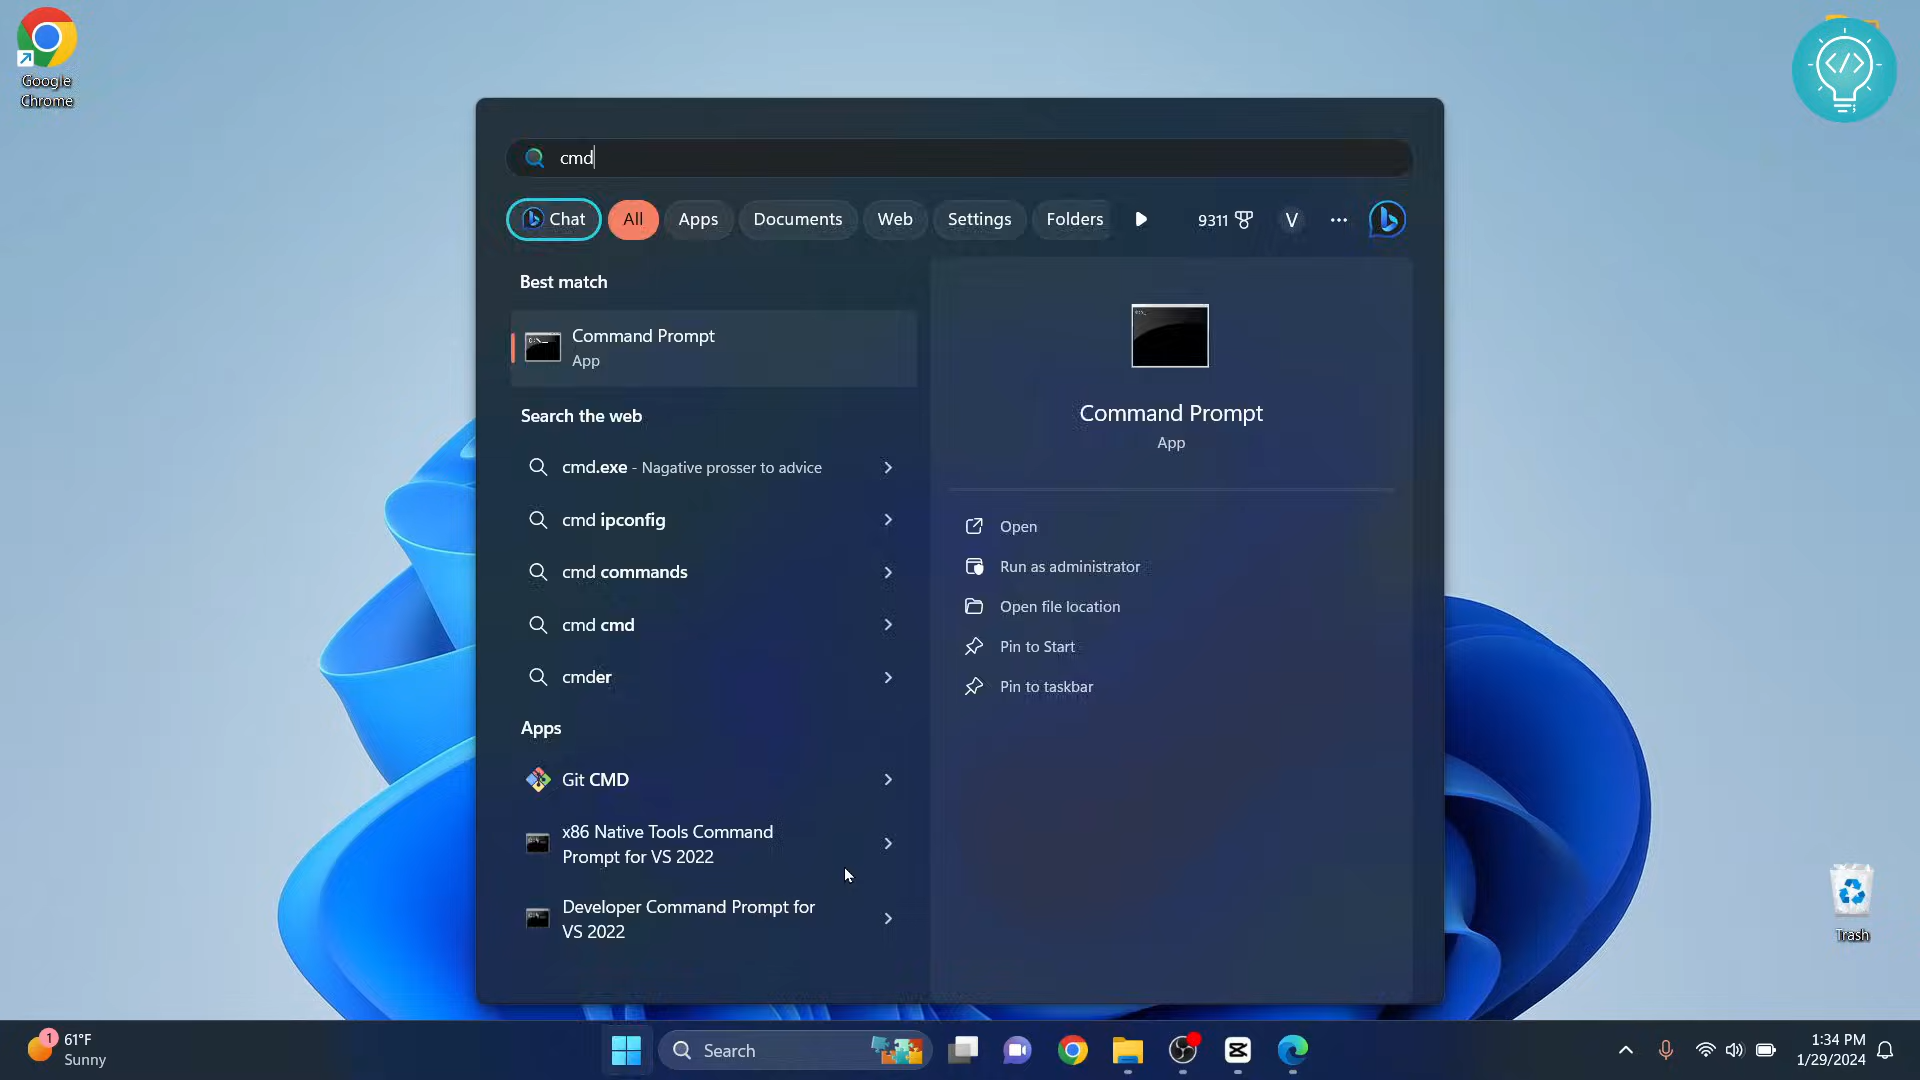 Google
Chrome
</>
cmd
Chat
All
Apps
Documents
Web
Settings
Folders
9311
V
Best match
Command Prompt
App
Search the web
cmd.exe - Nagative prosser to advice
cmd ipconfig
cmd commands
cmd cmd
cmder
Apps
Git CMD
x86 Native Tools Command
Prompt for VS 2022
Developer Command Prompt for
VS 2022
Command Prompt
App
Open
Run as administrator
Open file location
Pin to Start
Pin to taskbar
Trash
1
61°F
Sunny
Search
1:34 PM
1/29/2024